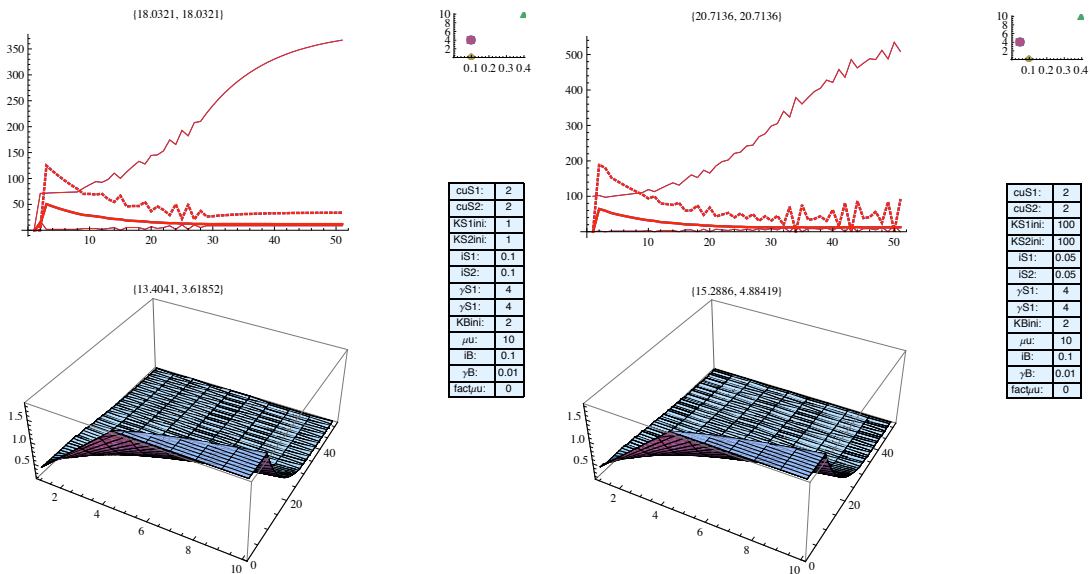 {18.0321, 18.0321}
350
300
250
200
150
100
50
10 20 30 40 50
10
8
6
4
2
0.1 0.2 0.3 0.4
cuS1: 2
cuS2: 2
KS1ini: 1
KS2ini: 1
iS1: 0.1
iS2: 0.1
γS1: 4
γS1: 4
KBini: 2
μu: 10
iB: 0.1
γB: 0.01
factμu: 0
{13.4041, 3.61852}
1.5
1.0
0.5
2 4 6 8 10
0 20 40
{20.7136, 20.7136}
500
400
300
200
100
10 20 30 40 50
10
8
6
4
2
0.1 0.2 0.3 0.4
cuS1: 2
cuS2: 2
KS1ini: 100
KS2ini: 100
iS1: 0.05
iS2: 0.05
γS1: 4
γS1: 4
KBini: 2
μu: 10
iB: 0.1
γB: 0.01
factμu: 0
{15.2886, 4.88419}
1.5
1.0
0.5
2 4 6 8 10
0 20 40